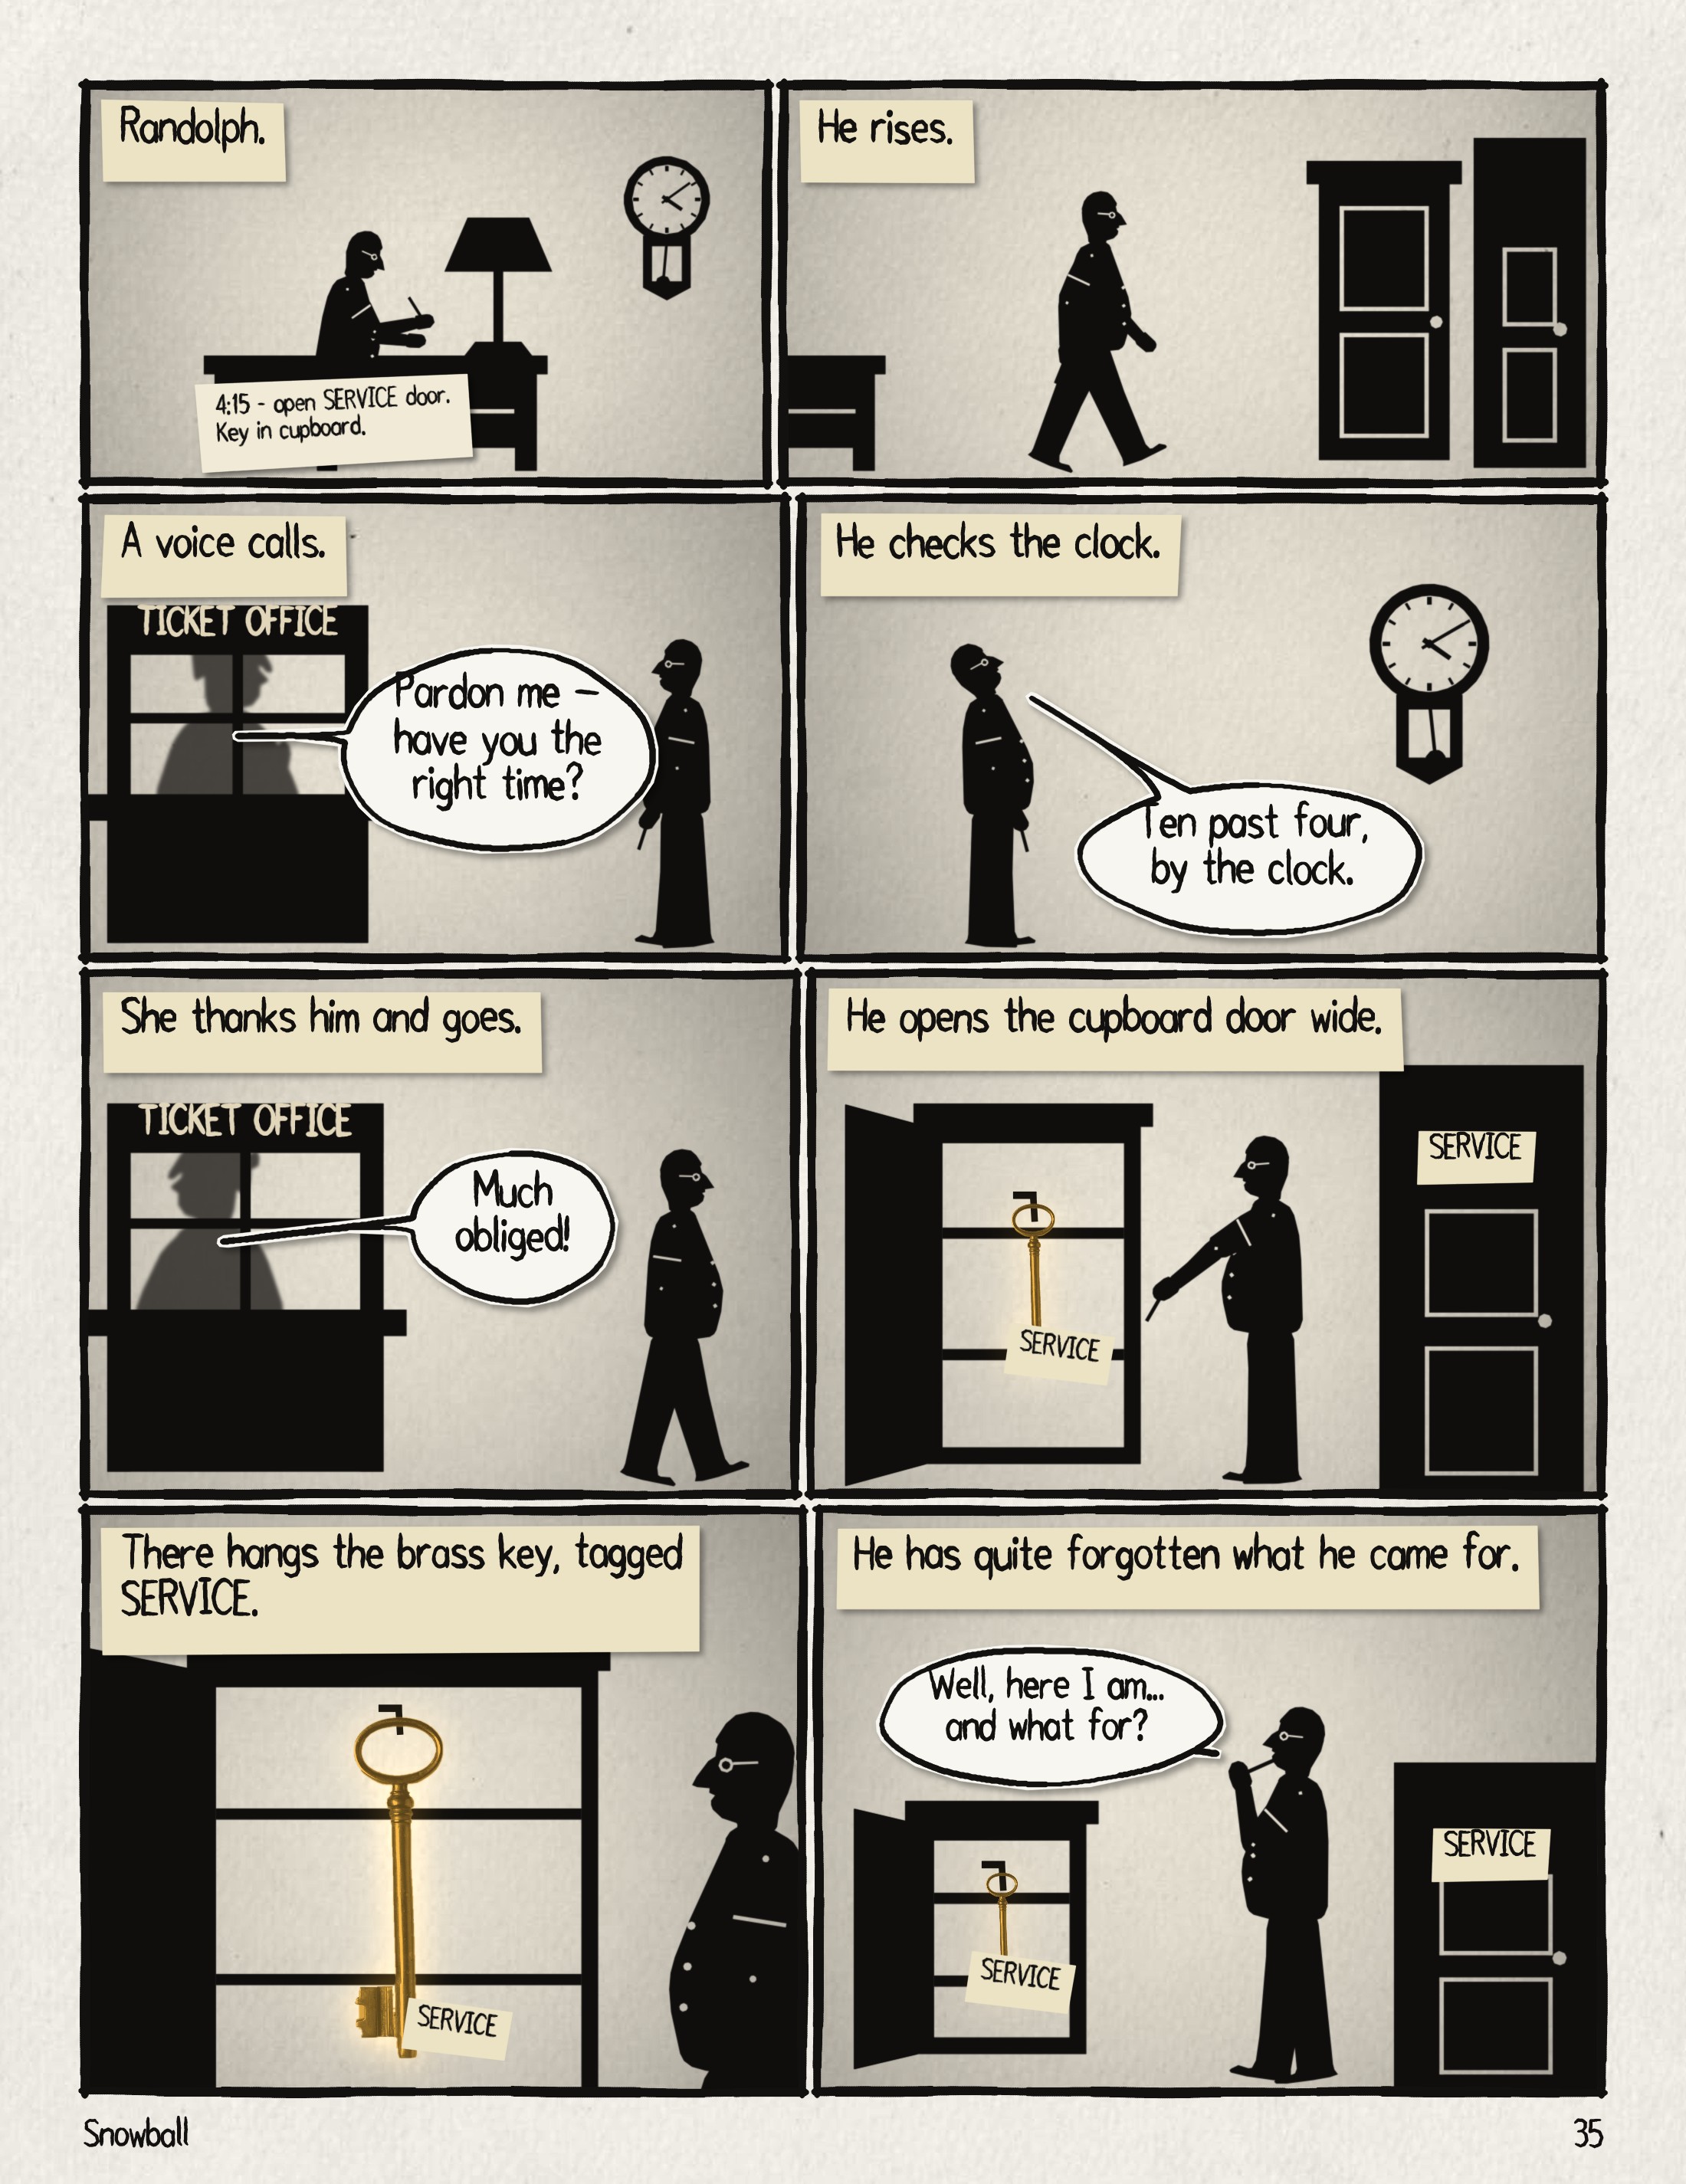 Randolph.
4:15 - open SERVICE door.
Key in cupboard.
He rises.
A voice calls.
TICKET OFFICE
Pardon me –
have you the
right time?
He checks the clock.
Ten past four,
by the clock.
She thanks him and goes.
TICKET OFFICE
Much
obliged!
He opens the cupboard door wide.
SERVICE
SERVICE
There hangs the brass key, tagged
SERVICE.
SERVICE
He has quite forgotten what he came for.
Well, here I am...
and what for?
SERVICE
SERVICE
Snowball
35